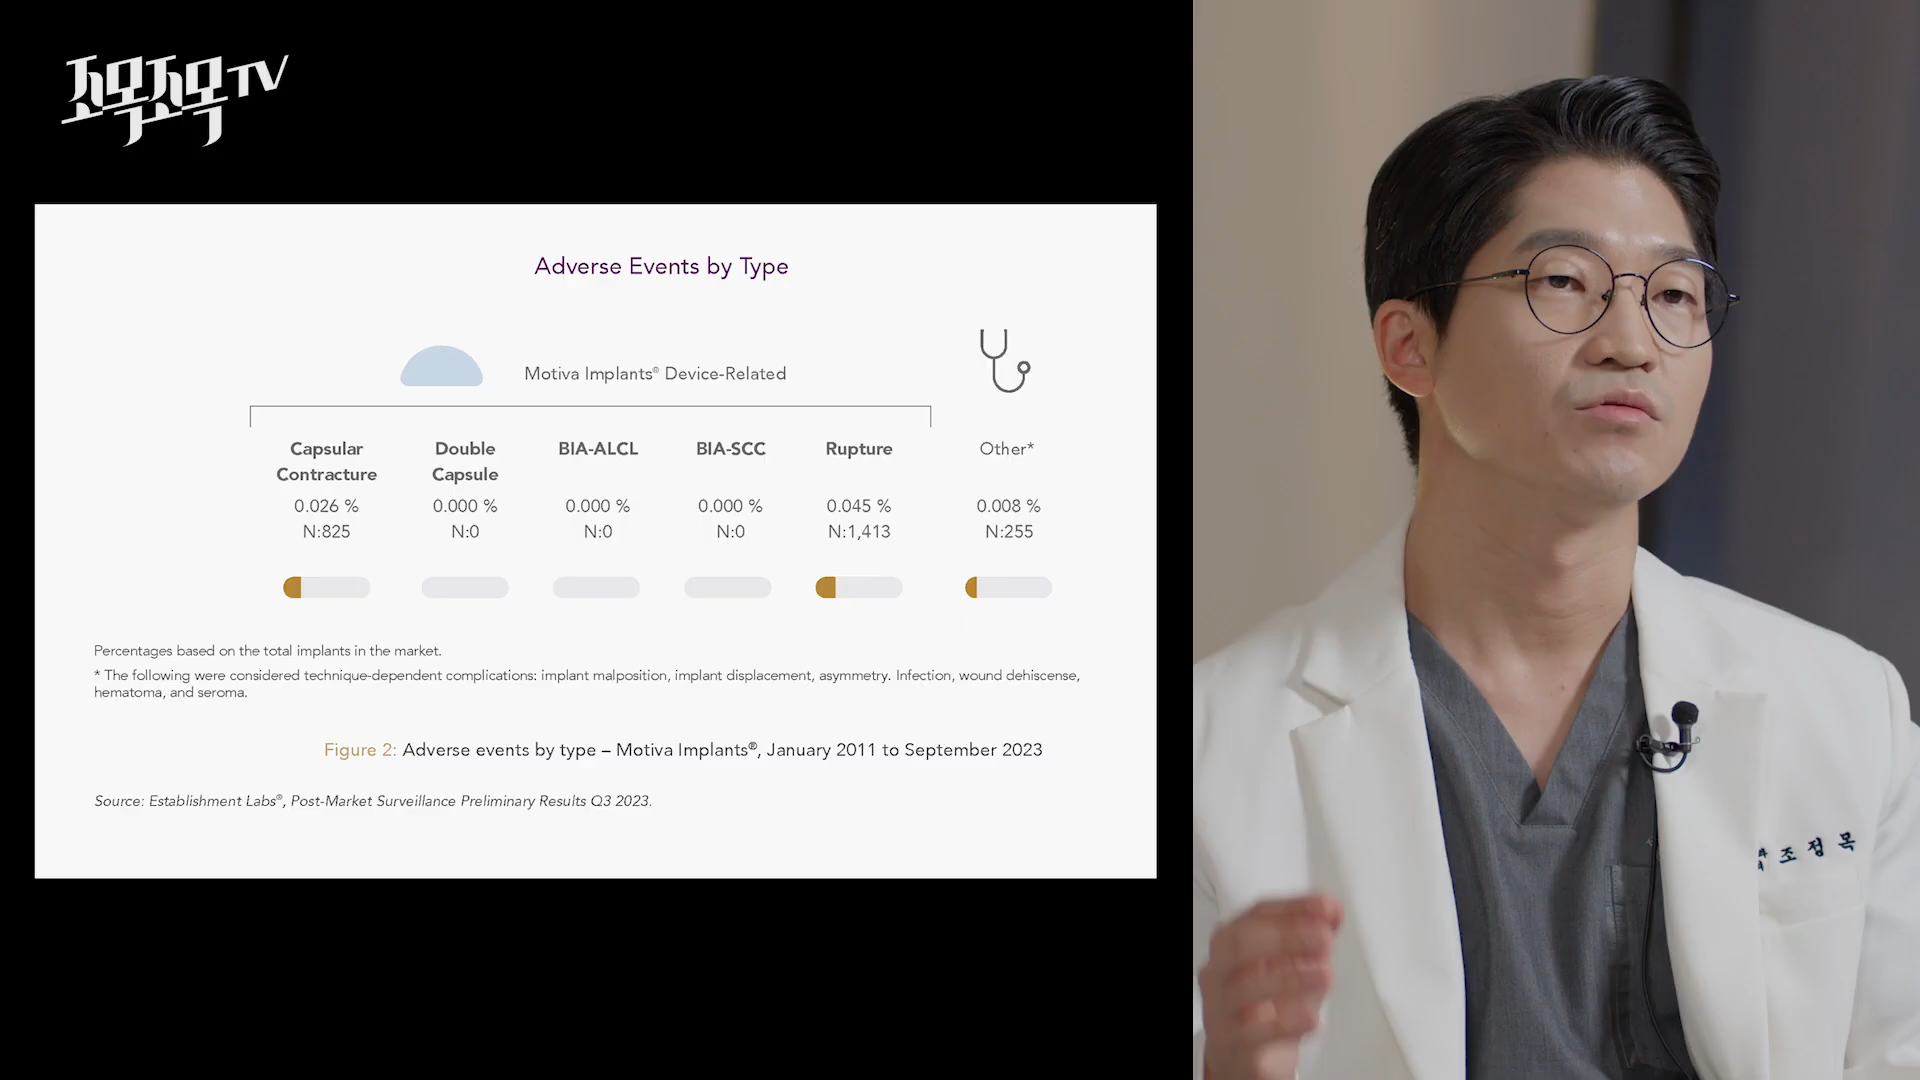 조목조목TV
Adverse Events by Type
Motiva Implants® Device-Related
Capsular Contracture
0.026 %
N:825
Double Capsule
0.000 %
N:0
BIA-ALCL
0.000 %
N:0
BIA-SCC
0.000 %
N:0
Rupture
0.045 %
N:1,413
Other*
0.008 %
N:255
Percentages based on the total implants in the market.
* The following were considered technique-dependent complications: implant malposition, implant displacement, asymmetry. Infection, wound dehiscense,
hematoma, and seroma.
Figure 2: Adverse events by type – Motiva Implants®, January 2011 to September 2023
Source: Establishment Labs®, Post-Market Surveillance Preliminary Results Q3 2023.
조정목